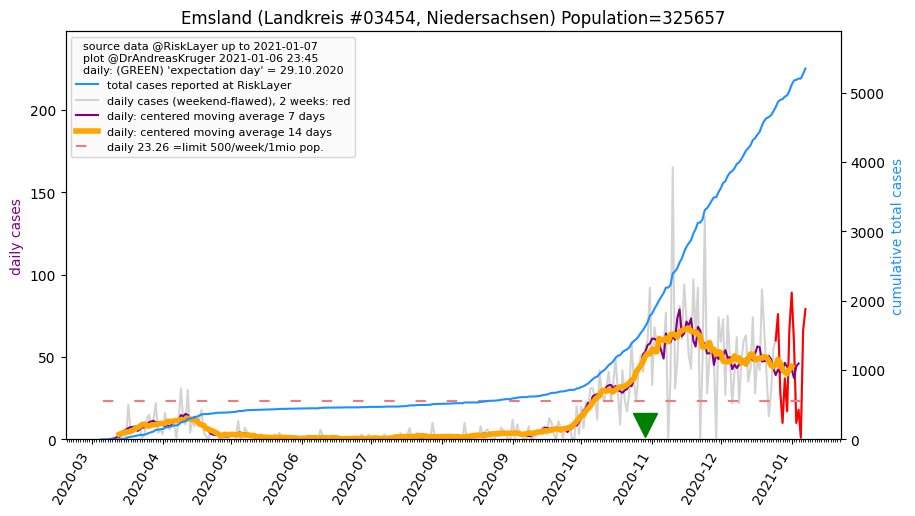 Emsland (Landkreis #03454, Niedersachsen) Population=325657
source data @RiskLayer up to 2021-01-07
plot @DrAndreasKruger 2021-01-06 23:45
daily: (GREEN) 'expectation day' = 29.10.2020
total cases reported at RiskLayer
daily cases (weekend-flawed), 2 weeks: red
daily: centered moving average 7 days
daily: centered moving average 14 days
daily 23.26 =limit 500/week/1mio pop.
daily cases
200
150
100
50
0
cumulative total cases
5000
4000
3000
2000
1000
0
2020-03
2020-04
2020-05
2020-06
2020-07
2020-08
2020-09
2020-10
2020-11
2020-12
2021-01